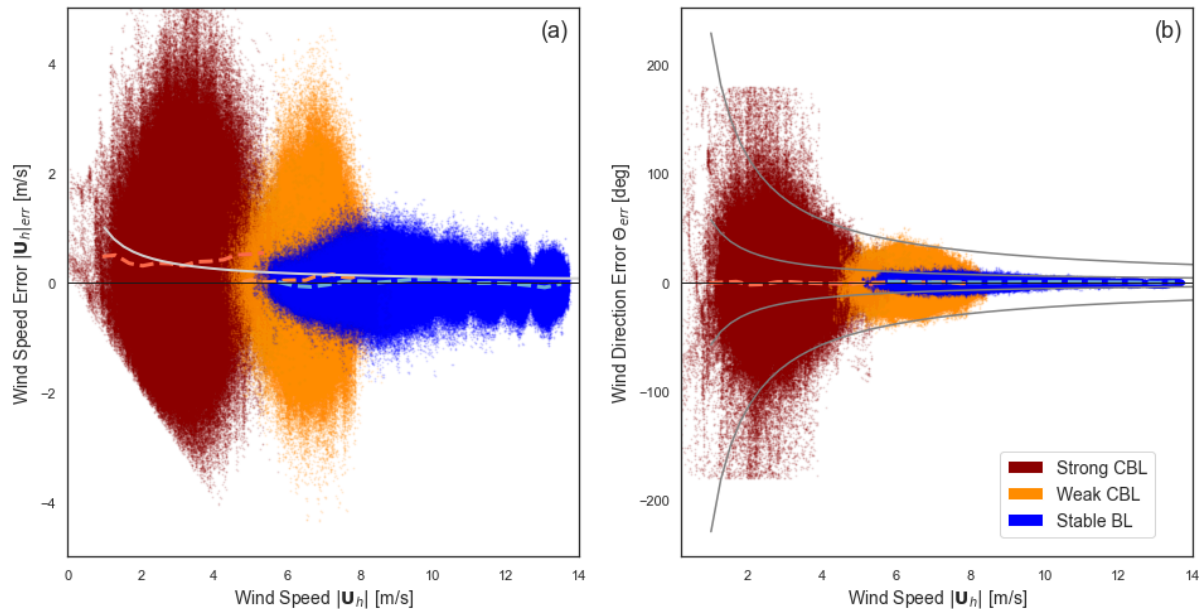 (a)
4
2
0
−2
−4
Wind Speed Error |U_h|_err [m/s]
0 2 4 6 8 10 12 14
Wind Speed |U_h| [m/s]
(b)
200
100
0
−100
−200
Wind Direction Error Θ_err [deg]
Strong CBL
Weak CBL
Stable BL
2 4 6 8 10 12 14
Wind Speed |U_h| [m/s]